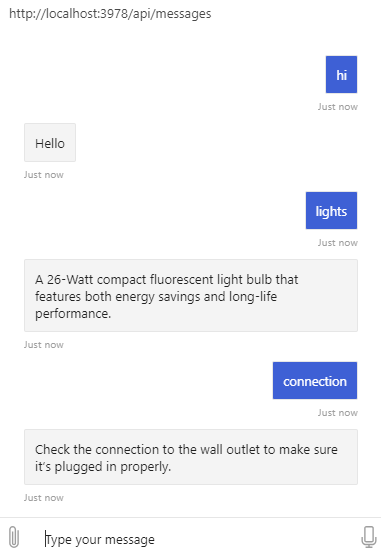 http://localhost:3978/api/messages
hi
Just now
Hello
Just now
lights
Just now
A 26-Watt compact fluorescent light bulb that
features both energy savings and long-life
performance.
Just now
connection
Just now
Check the connection to the wall outlet to make sure
it's plugged in properly.
Just now
Type your message